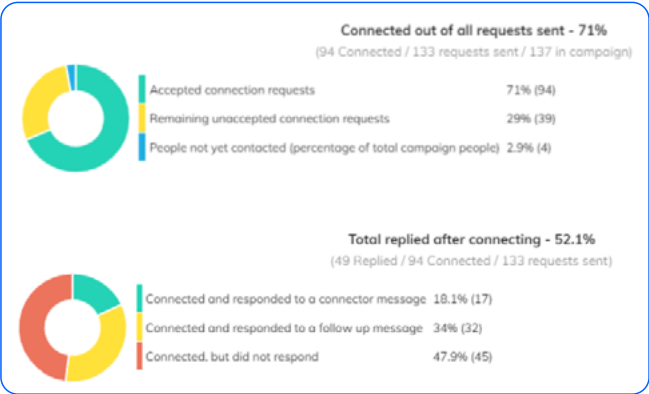 Connected out of all requests sent - 71%
(94 Connected / 133 requests sent / 137 in campaign)
Accepted connection requests 71% (94)
Remaining unaccepted connection requests 29% (39)
People not yet contacted (percentage of total campaign people) 2.9% (4)
Total replied after connecting - 52.1%
(49 Replied / 94 Connected / 133 requests sent)
Connected and responded to a connector message 18.1% (17)
Connected and responded to a follow up message 34% (32)
Connected, but did not respond 47.9% (45)